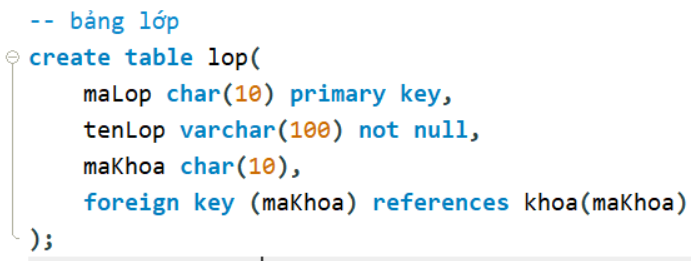 -- bảng lớp
create table lop(
    maLop char(10) primary key,
    tenLop varchar(100) not null,
    maKhoa char(10),
    foreign key (maKhoa) references khoa(maKhoa)
);